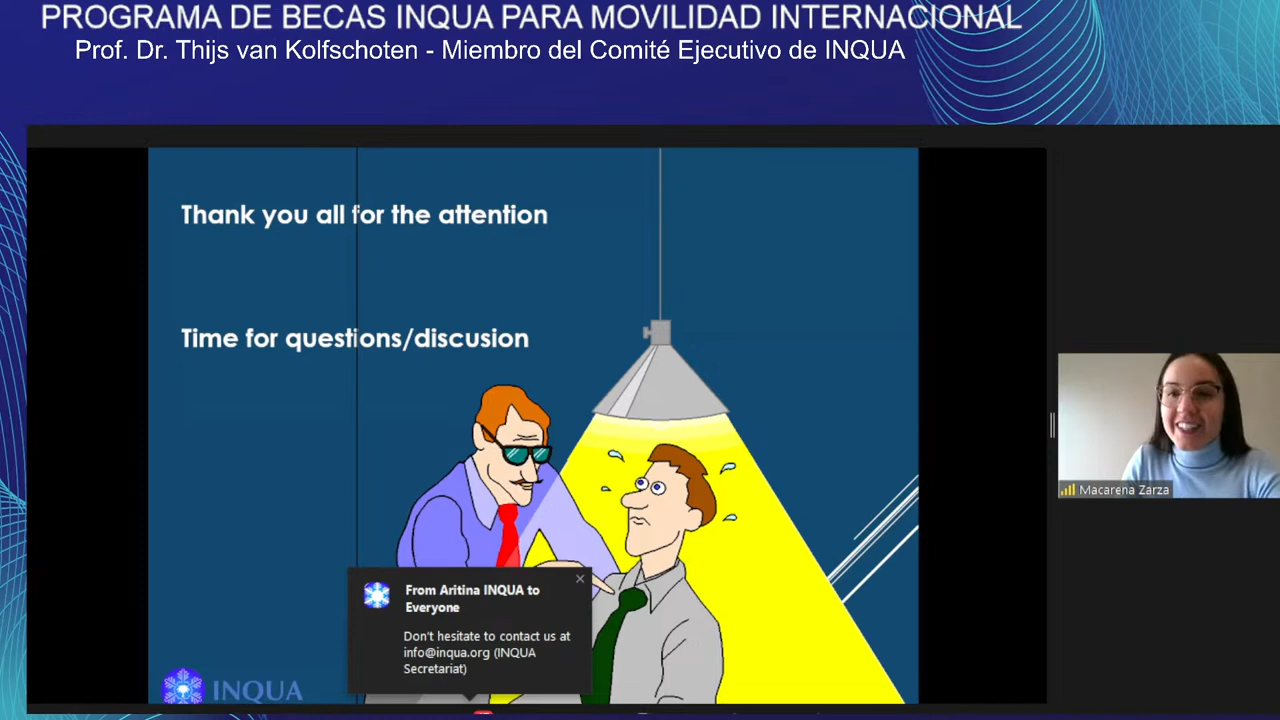 PROGRAMA DE BECAS INQUA PARA MOVILIDAD INTERNACIONAL
Prof. Dr. Thijs van Kolfschoten - Miembro del Comité Ejecutivo de INQUA
Thank you all for the attention
Time for questions/discusion
From Aritina INQUA to
Everyone
Don't hesitate to contact us at
info@inqua.org (INQUA
Secretariat)
INQUA
Macarena Zarza